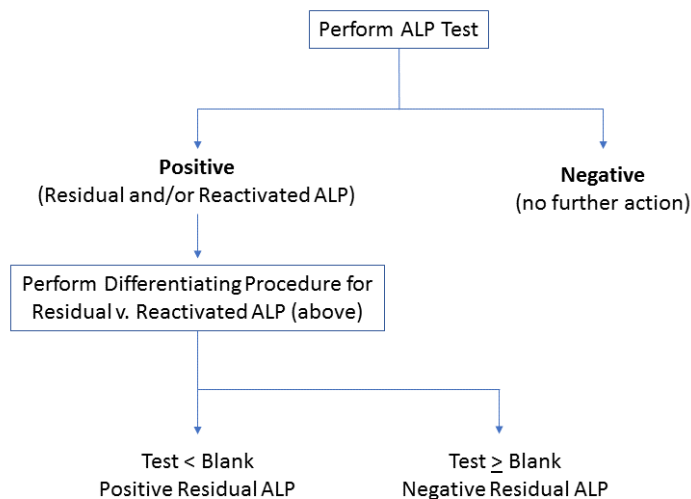 Perform ALP Test
Positive
(Residual and/or Reactivated ALP)
Negative
(no further action)
Perform Differentiating Procedure for
Residual v. Reactivated ALP (above)
Test < Blank
Positive Residual ALP
Test > Blank
Negative Residual ALP